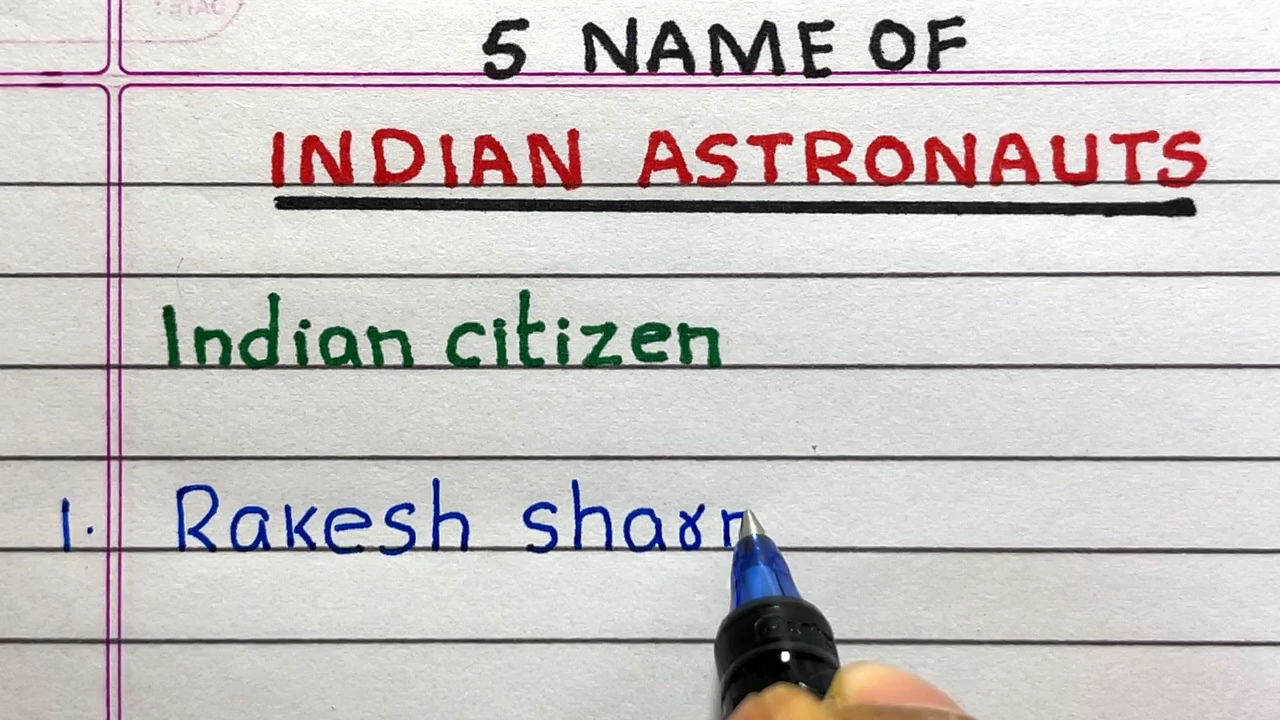 5 NAME OF
INDIAN ASTRONAUTS
Indian citizen
1. Rakesh shar